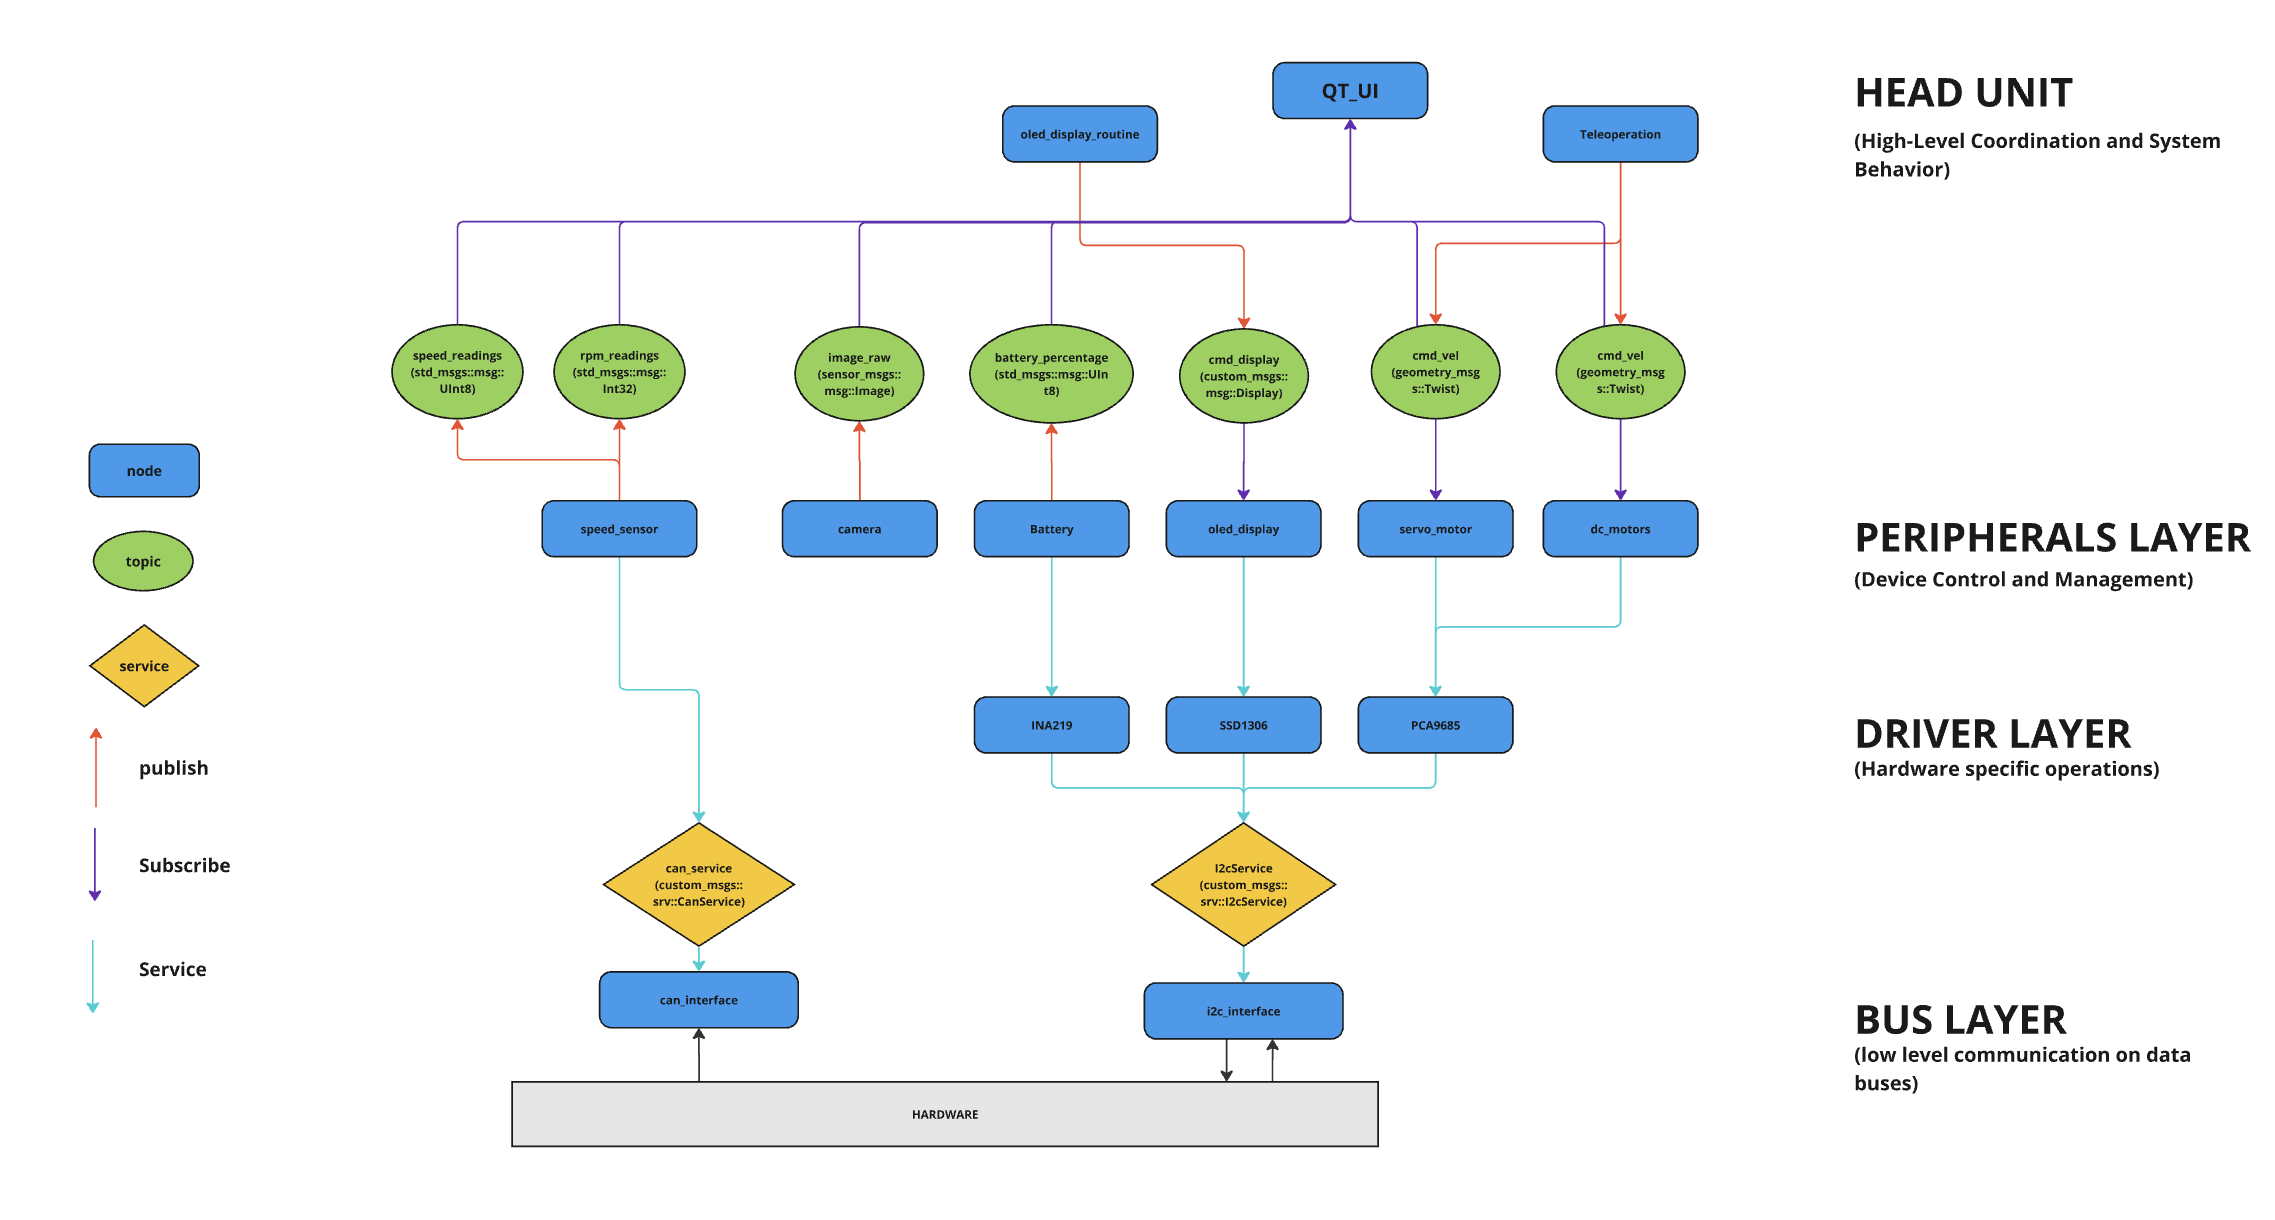 QT_UI
oled_display_routine
Teleoperation
HEAD UNIT
(High-Level Coordination and System
Behavior)
speed_readings
(std_msgs::msg::
UInt8)
rpm_readings
(std_msgs::msg::
Int32)
image_raw
(sensor_msgs::
msg::Image)
battery_percentage
(std_msgs::msg::UIn
t8)
cmd_display
(custom_msgs::
msg::Display)
cmd_vel
(geometry_msg
s::Twist)
cmd_vel
(geometry_msg
s::Twist)
node
topic
service
publish
Subscribe
Service
speed_sensor
camera
Battery
oled_display
servo_motor
dc_motors
PERIPHERALS LAYER
(Device Control and Management)
INA219
SSD1306
PCA9685
DRIVER LAYER
(Hardware specific operations)
can_service
(custom_msgs::
srv::CanService)
I2cService
(custom_msgs::
srv::I2cService)
can_interface
i2c_interface
BUS LAYER
(low level communication on data
buses)
HARDWARE